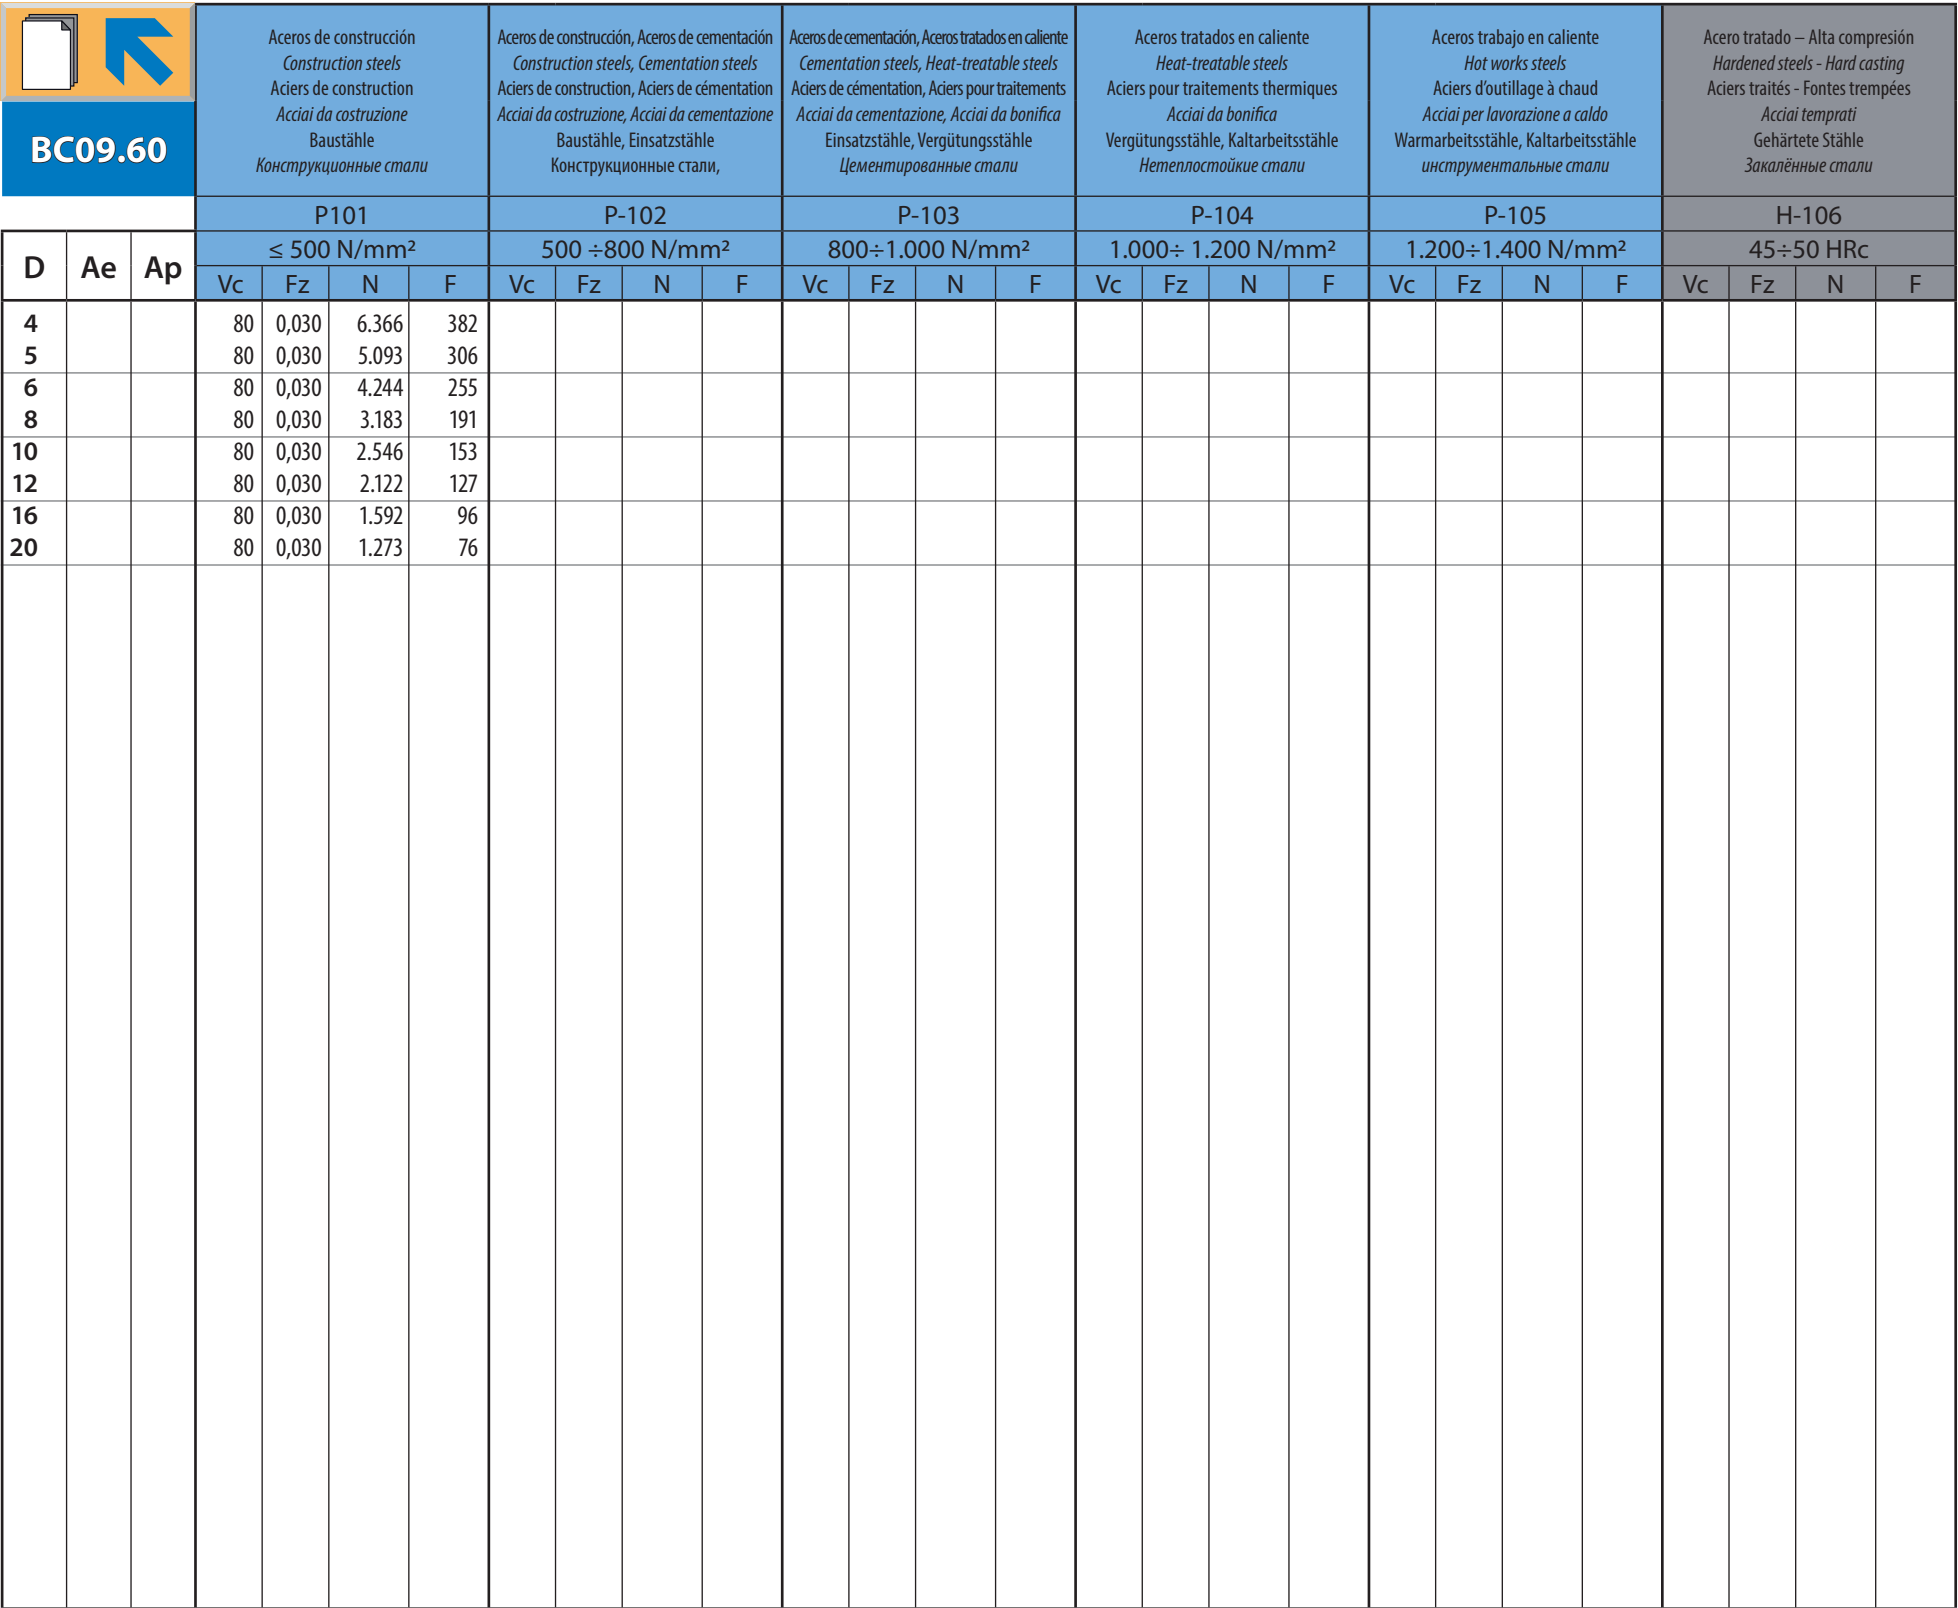 BC09.60
Aceros de construcción
Construction steels
Aciers de construction
Acciai da costruzione
Baustähle
Конструкционные стали
Aceros de construcción, Aceros de cementación
Construction steels, Cementation steels
Aciers de construction, Aciers de cémentation
Acciai da costruzione, Acciai da cementazione
Baustähle, Einsatzstähle
Конструкционные стали,
Aceros de cementación, Aceros tratados en caliente
Cementation steels, Heat-treatable steels
Aciers de cémentation, Aciers pour traitements
Acciai da cementazione, Acciai da bonifica
Einsatzstähle, Vergütungsstähle
Цементированные стали
Aceros tratados en caliente
Heat-treatable steels
Aciers pour traitements thermiques
Acciai da bonifica
Vergütungsstähle, Kaltarbeitsstähle
Нетеплостойкие стали
Aceros trabajo en caliente
Hot works steels
Aciers d'outillage à chaud
Acciai per lavorazione a caldo
Warmarbeitsstähle, Kaltarbeitsstähle
инструментальные стали
Acero tratado – Alta compresión
Hardened steels - Hard casting
Aciers traités - Fontes trempées
Acciai temprati
Gehärtete Stähle
Закалённые стали
P101 P-102 P-103 P-104 P-105 H-106
≤ 500 N/mm² 500 ÷800 N/mm² 800÷1.000 N/mm² 1.000÷ 1.200 N/mm² 1.200÷1.400 N/mm² 45÷50 HRc
D Ae Ap
Vc Fz N F Vc Fz N F Vc Fz N F Vc Fz N F Vc Fz N F Vc Fz N F
4 80 0,030 6.366 382
5 80 0,030 5.093 306
6 80 0,030 4.244 255
8 80 0,030 3.183 191
10 80 0,030 2.546 153
12 80 0,030 2.122 127
16 80 0,030 1.592 96
20 80 0,030 1.273 76